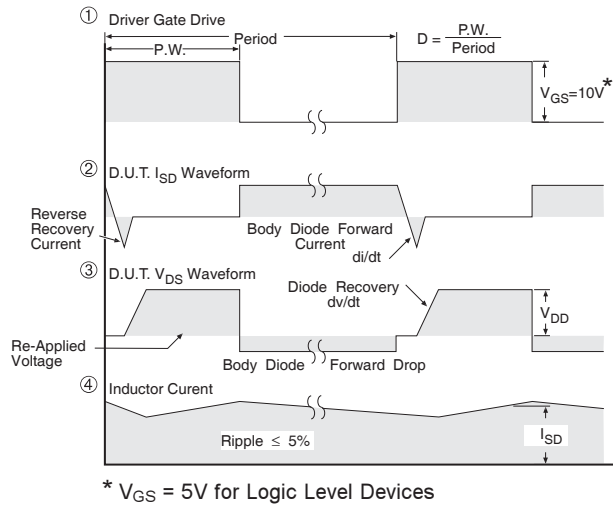 ① Driver Gate Drive
P.W.
Period
D = P.W. / Period
V_GS=10V*
② D.U.T. I_SD Waveform
Reverse
Recovery
Current
Body Diode Forward
Current
di/dt
③ D.U.T. V_DS Waveform
Diode Recovery
dv/dt
V_DD
Re-Applied
Voltage
Body Diode
Forward Drop
④ Inductor Curent
Ripple ≤ 5%
I_SD
* V_GS = 5V for Logic Level Devices